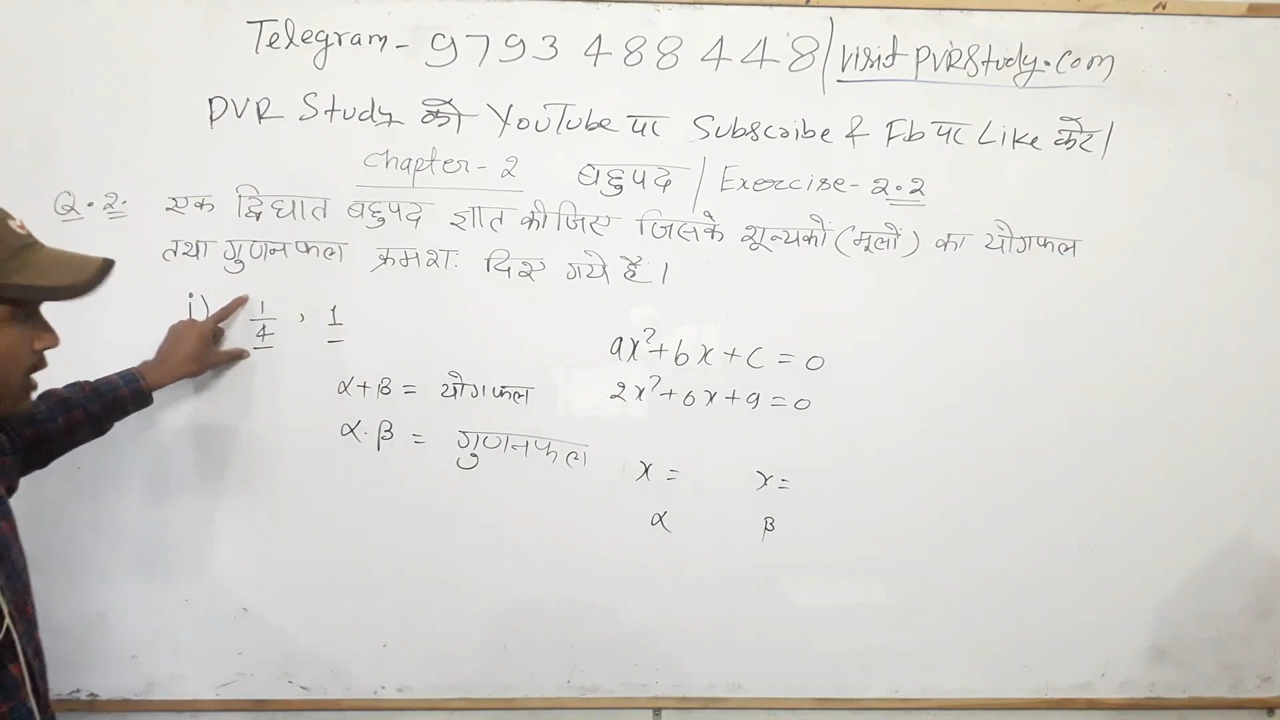 Telegram - 9793488448 / visit pvrstudy.com
PVR Study को YouTube पर Subscribe & Fb पर Like करें।
Chapter-2 बहुपद / Exercise-2.2
Q.2. एक द्विघात बहुपद ज्ञात कीजिए जिसके शून्यकों (मूलों) का योगफल
तथा गुणनफल क्रमशः दिए गये हैं।
i) 1/4 , 1
ax²+bx+c=0
α+β = योगफल 2x²+6x+9=0
α.β = गुणनफल
x= x=
α β